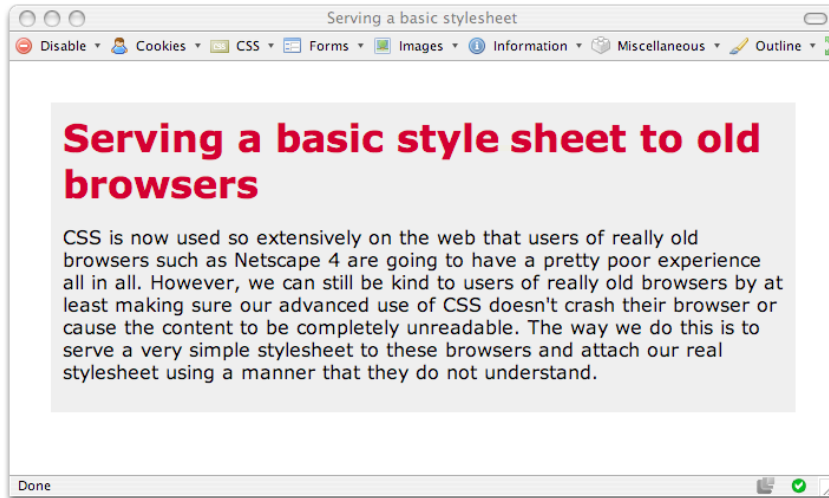 Serving a basic stylesheet
Disable Cookies CSS Forms Images Information Miscellaneous Outline
Serving a basic style sheet to old
browsers
CSS is now used so extensively on the web that users of really old
browsers such as Netscape 4 are going to have a pretty poor experience
all in all. However, we can still be kind to users of really old browsers by at
least making sure our advanced use of CSS doesn't crash their browser or
cause the content to be completely unreadable. The way we do this is to
serve a very simple stylesheet to these browsers and attach our real
stylesheet using a manner that they do not understand.
Done